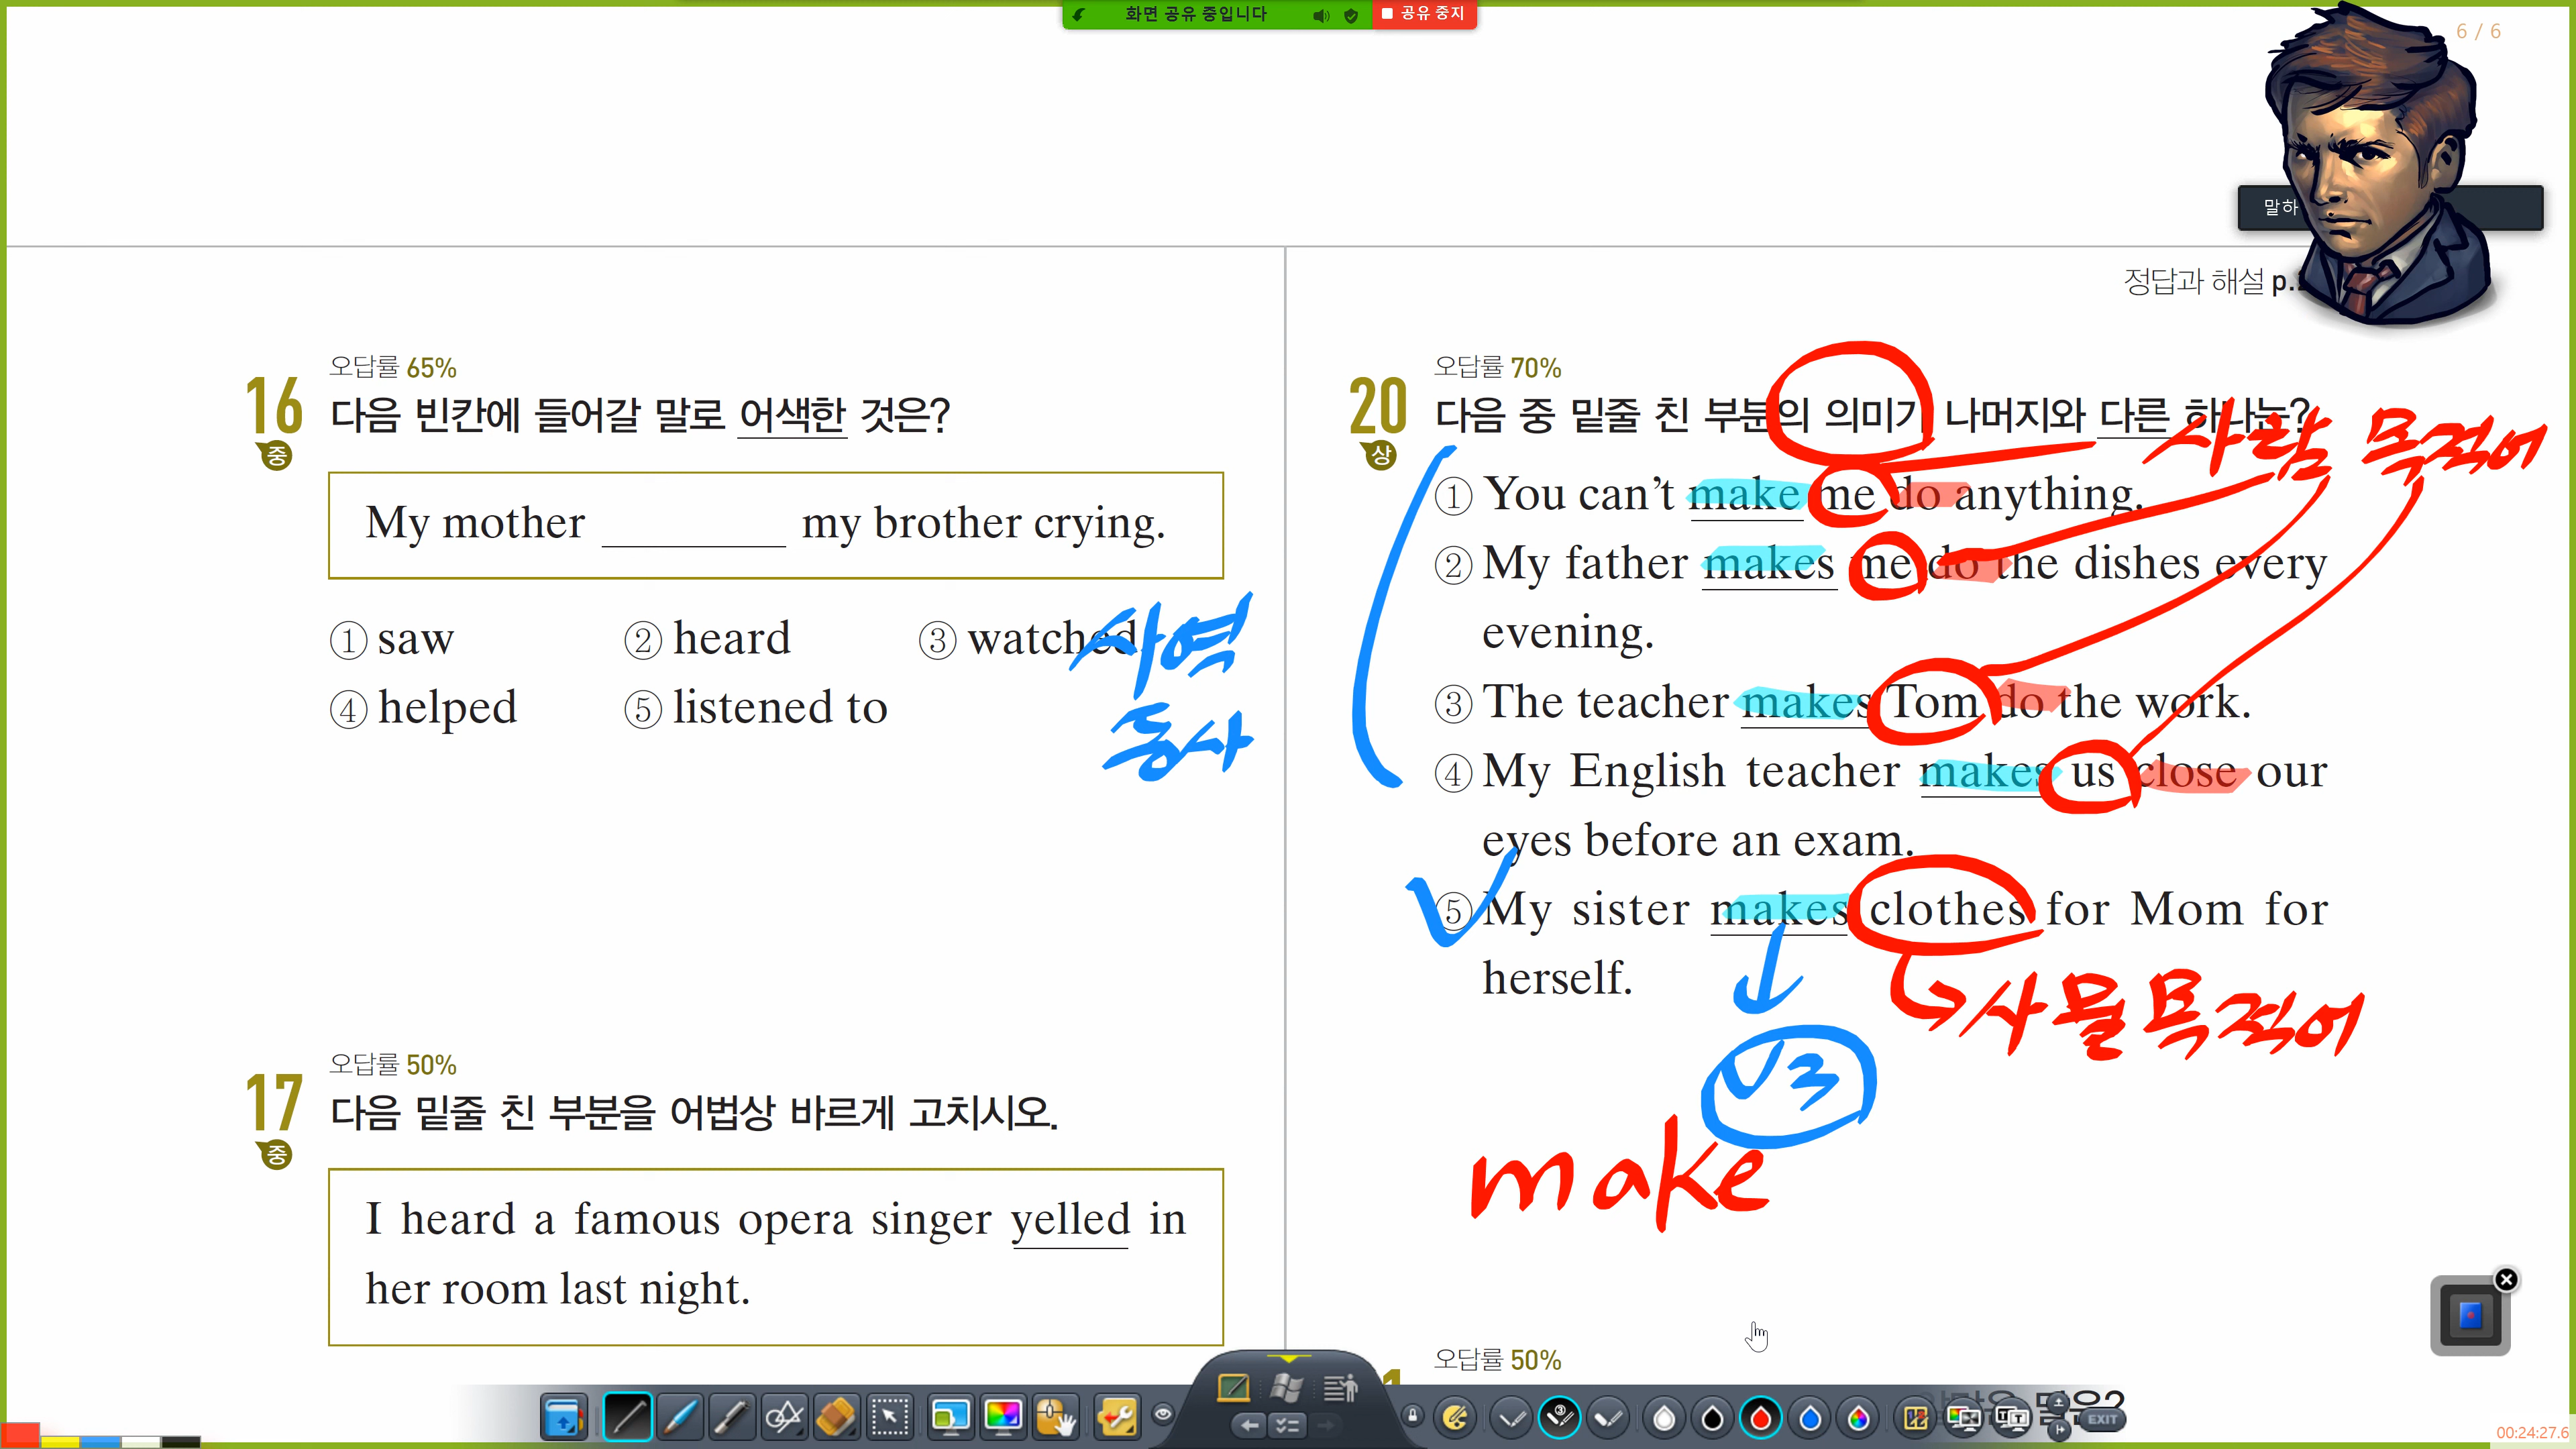 화면 공유 중입니다
공유 중지
6 / 6
말하
정답과 해설 p.
16
중
오답률 65%
다음 빈칸에 들어갈 말로 어색한 것은?
My mother ________ my brother crying.
① saw ② heard ③ watched
④ helped ⑤ listened to
사역
동사
17
중
오답률 50%
다음 밑줄 친 부분을 어법상 바르게 고치시오.
I heard a famous opera singer yelled in
her room last night.
20
상
오답률 70%
다음 중 밑줄 친 부분의 의미가 나머지와 다른 하나는?
사람 목적어
① You can't make me do anything.
② My father makes me do the dishes every
evening.
③ The teacher makes Tom do the work.
④ My English teacher makes us close our
eyes before an exam.
⑤ My sister makes clothes for Mom for
herself.
사물목적어
V3
make
오답률 50%
EXIT
00:24:27.6